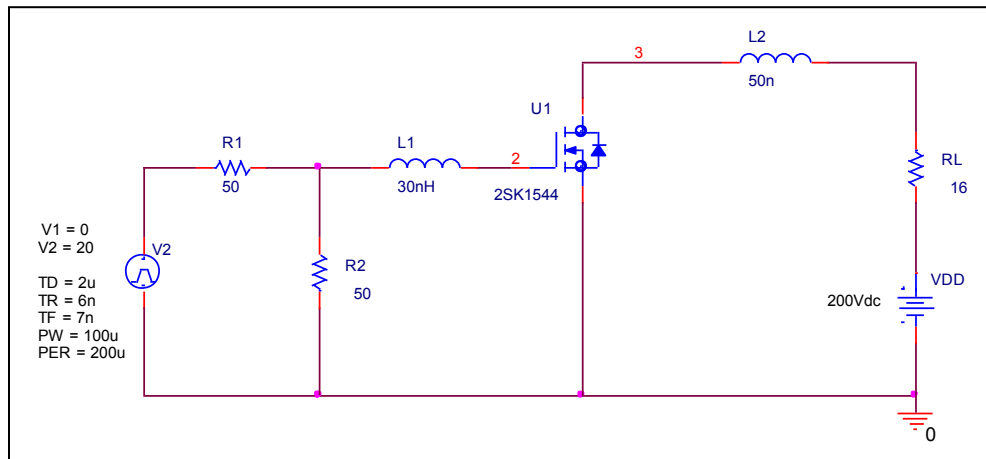 L2
3
50n
U1
R1
L1
2
RL
50
30nH
2SK1544
16
V1 = 0
V2 = 20
V2
R2
VDD
TD = 2u
50
TR = 6n
200Vdc
TF = 7n
PW = 100u
PER = 200u
0